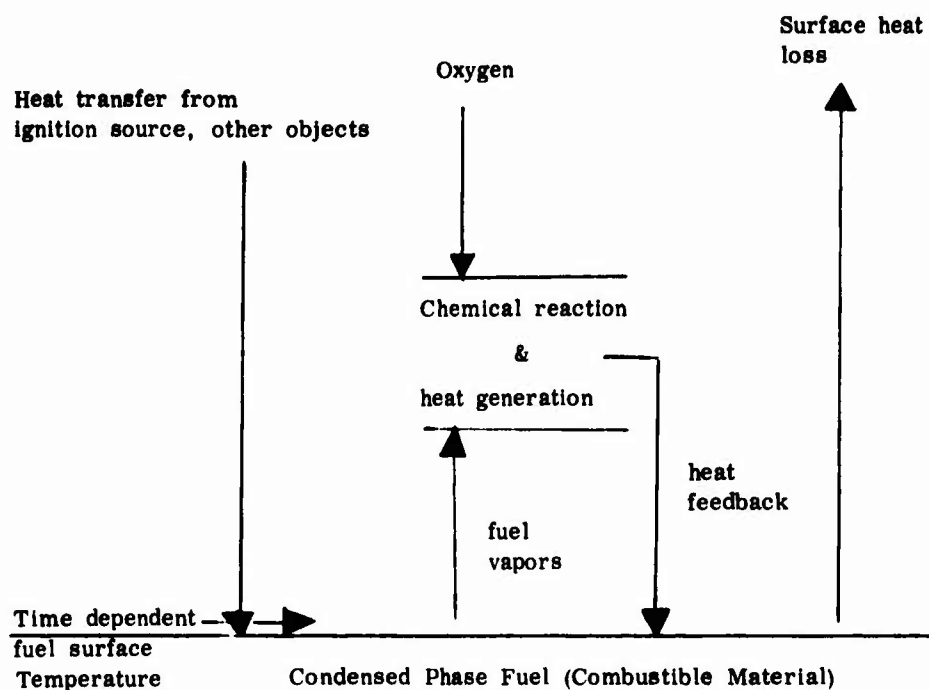 Surface heat
loss
Oxygen
Heat transfer from
ignition source, other objects
Chemical reaction
&
heat generation
heat
feedback
fuel
vapors
Time dependent
fuel surface
Temperature
Condensed Phase Fuel (Combustible Material)